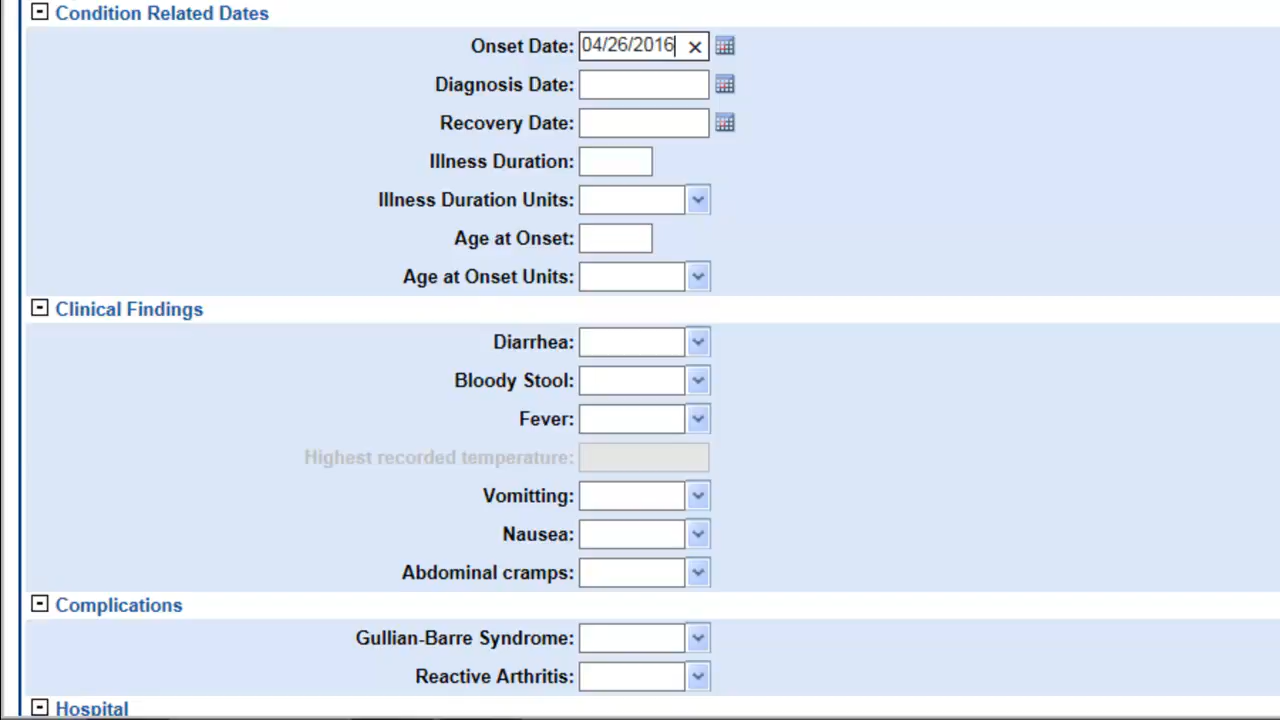 Condition Related Dates
Onset Date: 04/26/2016
Diagnosis Date:
Recovery Date:
Illness Duration:
Illness Duration Units:
Age at Onset:
Age at Onset Units:
Clinical Findings
Diarrhea:
Bloody Stool:
Fever:
Highest recorded temperature:
Vomitting:
Nausea:
Abdominal cramps:
Complications
Gullian-Barre Syndrome:
Reactive Arthritis:
Hospital